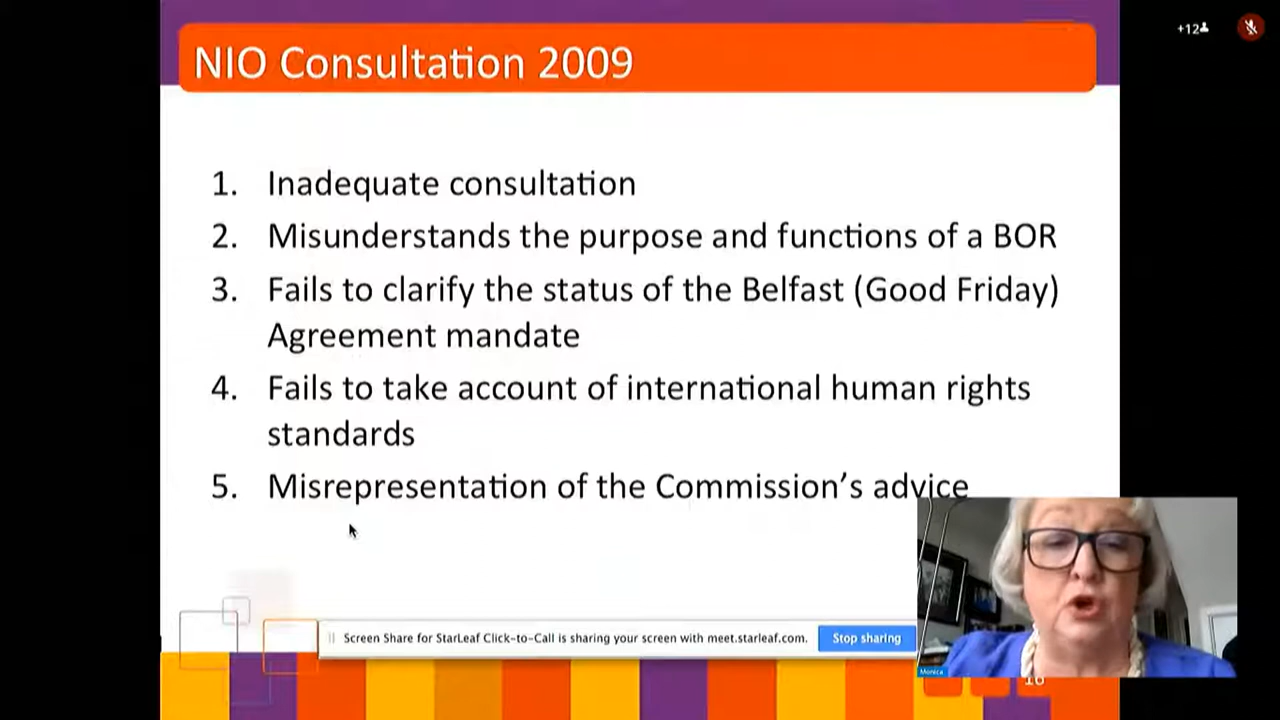 NIO Consultation 2009
+12
1. Inadequate consultation
2. Misunderstands the purpose and functions of a BOR
3. Fails to clarify the status of the Belfast (Good Friday)
Agreement mandate
4. Fails to take account of international human rights
standards
5. Misrepresentation of the Commission's advice
Screen Share for StarLeaf Click-to-Call is sharing your screen with meet.starleaf.com.
Stop sharing
Monica